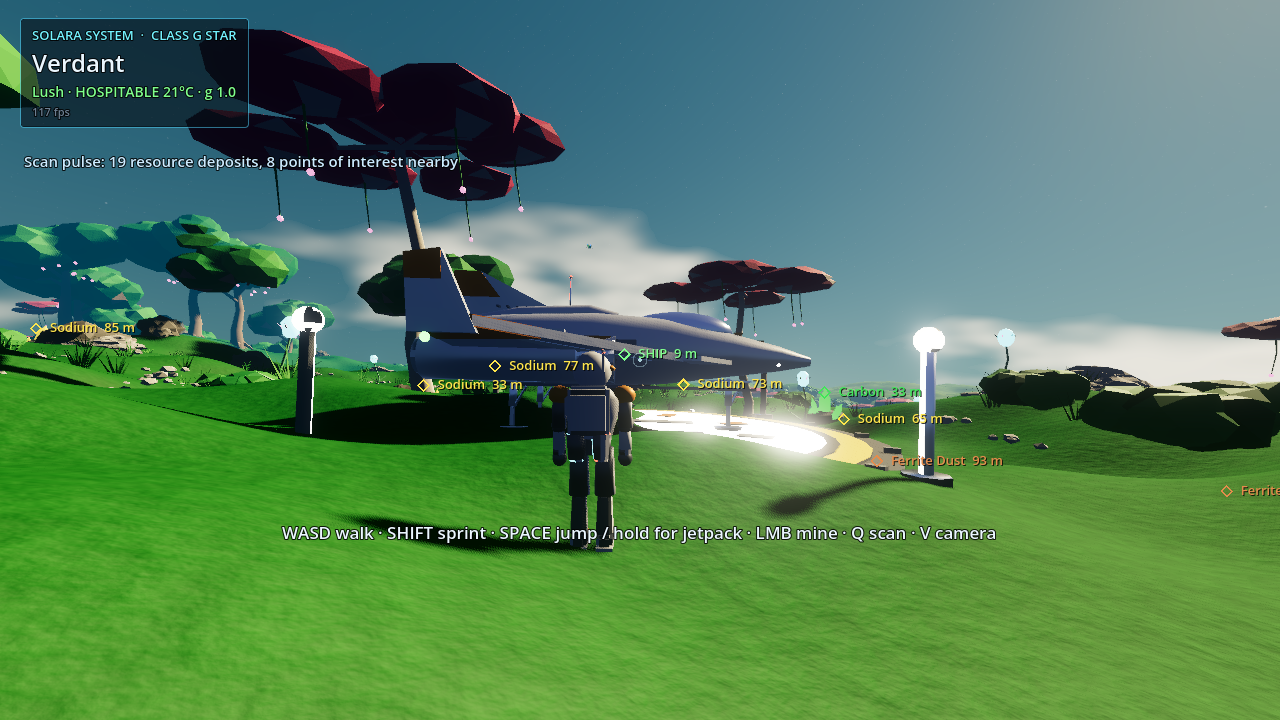 SOLARA SYSTEM · CLASS G STAR
Verdant
Lush · HOSPITABLE 21°C · g 1.0
117 fps
Scan pulse: 19 resource deposits, 8 points of interest nearby
Sodium 85 m
SHIP 9 m
Sodium 77 m
Sodium 33 m
Sodium 73 m
Carbon 33 m
Sodium 65 m
Ferrite Dust 93 m
Ferrite
WASD walk · SHIFT sprint · SPACE jump / hold for jetpack · LMB mine · Q scan · V camera